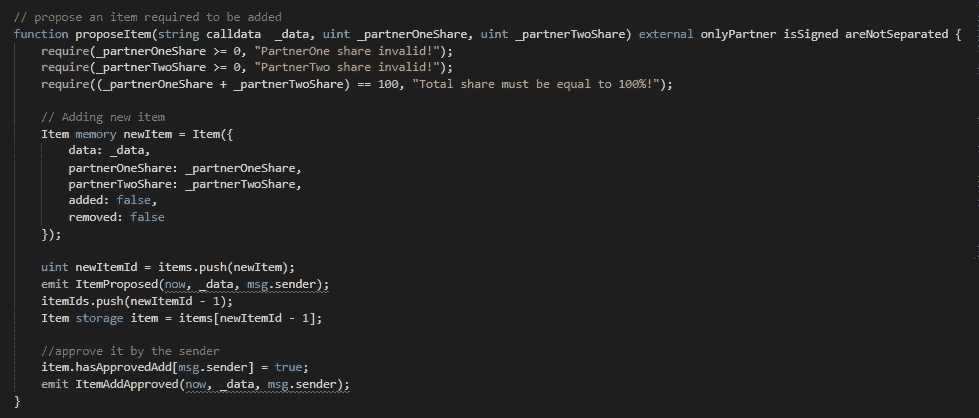 // propose an item required to be added
function proposeItem(string calldata  _data, uint _partnerOneShare, uint _partnerTwoShare) external onlyPartner isSigned areNotSeparated {
    require(_partnerOneShare >= 0, "PartnerOne share invalid!");
    require(_partnerTwoShare >= 0, "PartnerTwo share invalid!");
    require((_partnerOneShare + _partnerTwoShare) == 100, "Total share must be equal to 100%!");

    // Adding new item
    Item memory newItem = Item({
        data: _data,
        partnerOneShare: _partnerOneShare,
        partnerTwoShare: _partnerTwoShare,
        added: false,
        removed: false
    });

    uint newItemId = items.push(newItem);
    emit ItemProposed(now, _data, msg.sender);
    itemIds.push(newItemId - 1);
    Item storage item = items[newItemId - 1];

    //approve it by the sender
    item.hasApprovedAdd[msg.sender] = true;
    emit ItemAddApproved(now, _data, msg.sender);
}